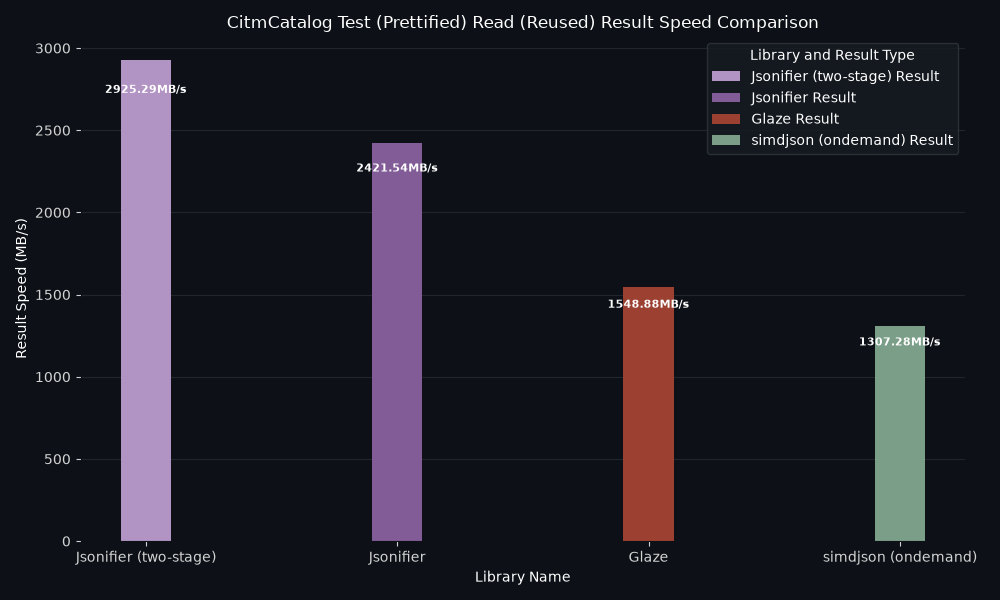 CitmCatalog Test (Prettified) Read (Reused) Result Speed Comparison
Library and Result Type
Jsonifier (two-stage) Result
Jsonifier Result
Glaze Result
simdjson (ondemand) Result
Result Speed (MB/s)
3000
2500
2000
1500
1000
500
0
2925.29MB/s
2421.54MB/s
1548.88MB/s
1307.28MB/s
Jsonifier (two-stage)
Jsonifier
Glaze
simdjson (ondemand)
Library Name